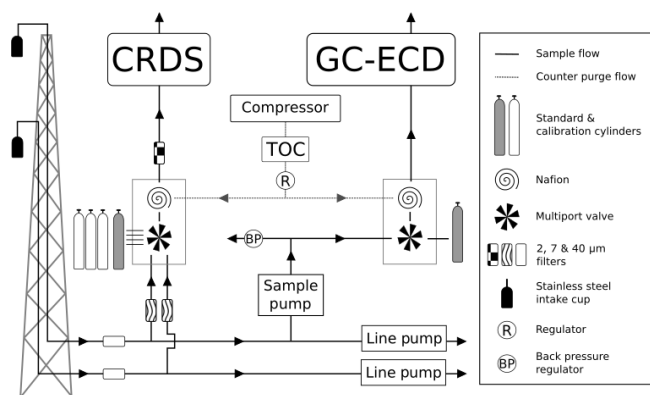 CRDS
GC-ECD
Compressor
TOC
R
BP
Sample
pump
Line pump
Line pump
Sample flow
Counter purge flow
Standard &
calibration cylinders
Nafion
Multiport valve
2, 7 & 40 μm
filters
Stainless steel
intake cup
R
Regulator
BP
Back pressure
regulator